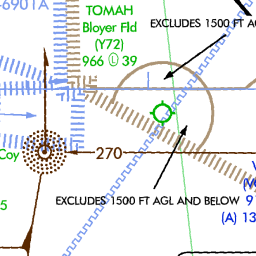 -6901A
TOMAH
Bloyer Fld
(Y72)
966 Ⓛ 39
EXCLUDES 1500 FT AG
Coy
270
EXCLUDES 1500 FT AGL AND BELOW
5
9
(A) 13